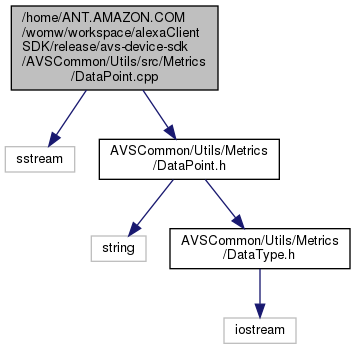 /home/ANT.AMAZON.COM
/womw/workspace/alexaClient
SDK/release/avs-device-sdk
/AVSCommon/Utils/src/Metrics
/DataPoint.cpp
sstream
AVSCommon/Utils/Metrics
/DataPoint.h
string
AVSCommon/Utils/Metrics
/DataType.h
iostream